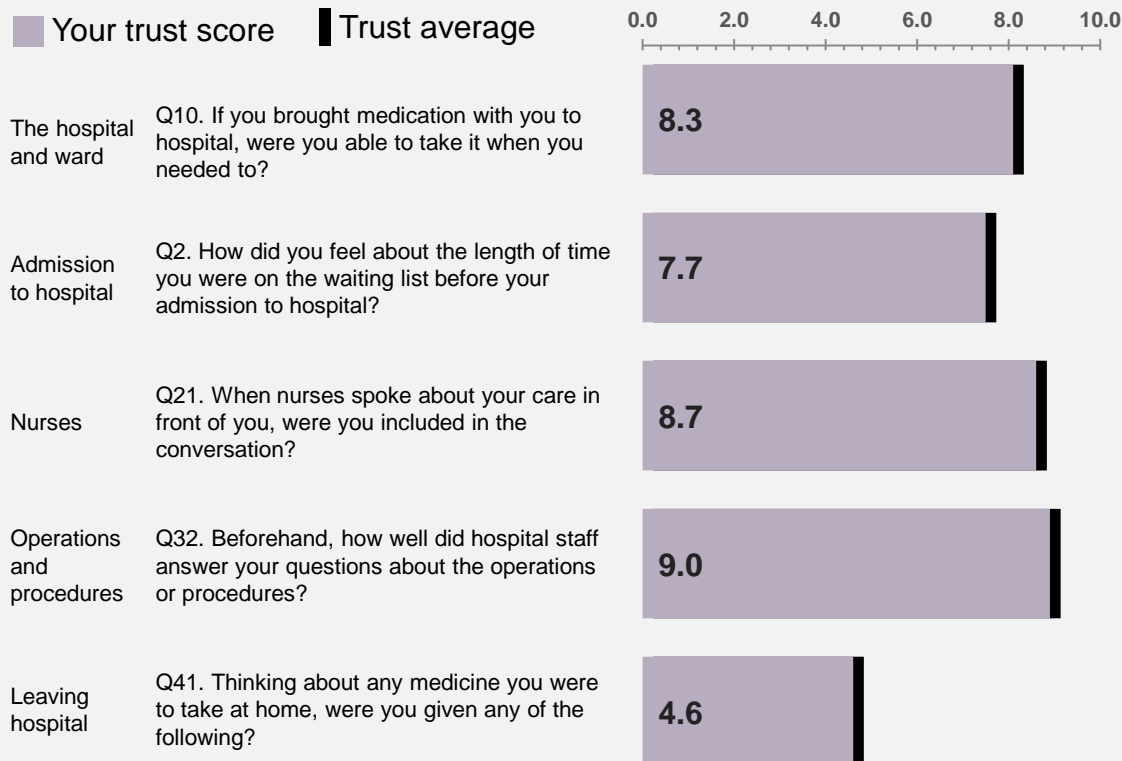 Your trust score Trust average
0.0 2.0 4.0 6.0 8.0 10.0
The hospital
and ward
Q10. If you brought medication with you to
hospital, were you able to take it when you
needed to?
8.3
Admission
to hospital
Q2. How did you feel about the length of time
you were on the waiting list before your
admission to hospital?
7.7
Nurses
Q21. When nurses spoke about your care in
front of you, were you included in the
conversation?
8.7
Operations
and
procedures
Q32. Beforehand, how well did hospital staff
answer your questions about the operations
or procedures?
9.0
Leaving
hospital
Q41. Thinking about any medicine you were
to take at home, were you given any of the
following?
4.6